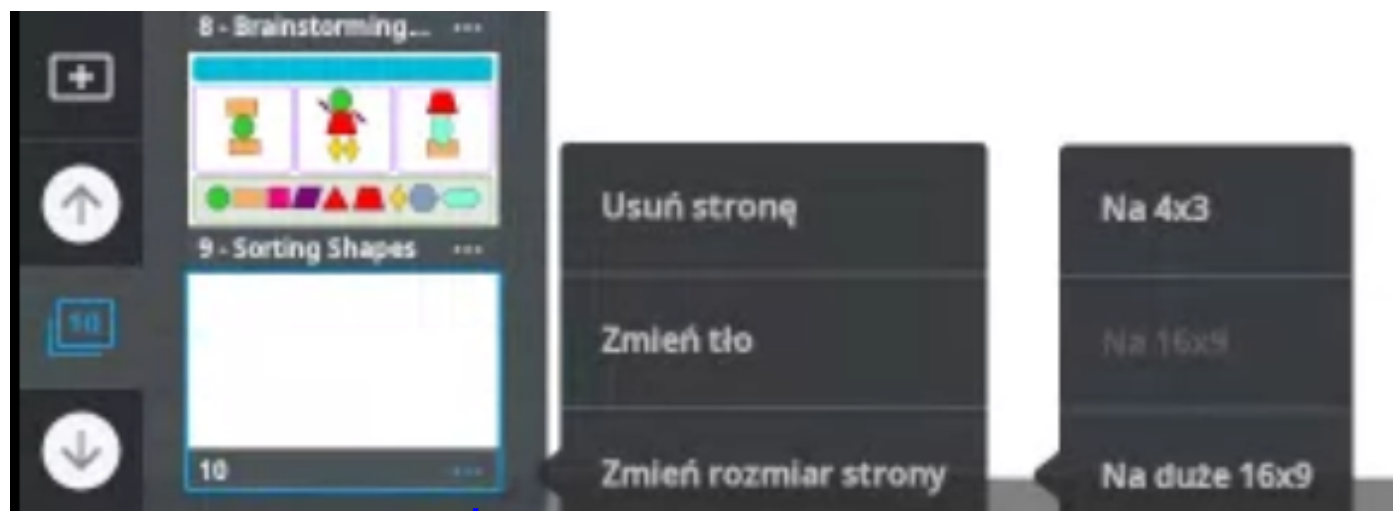 8 - Brainstorming...
9 - Sorting Shapes
10
10
Usuń stronę
Zmień tło
Zmień rozmiar strony
Na 4x3
Na 16x9
Na duże 16x9